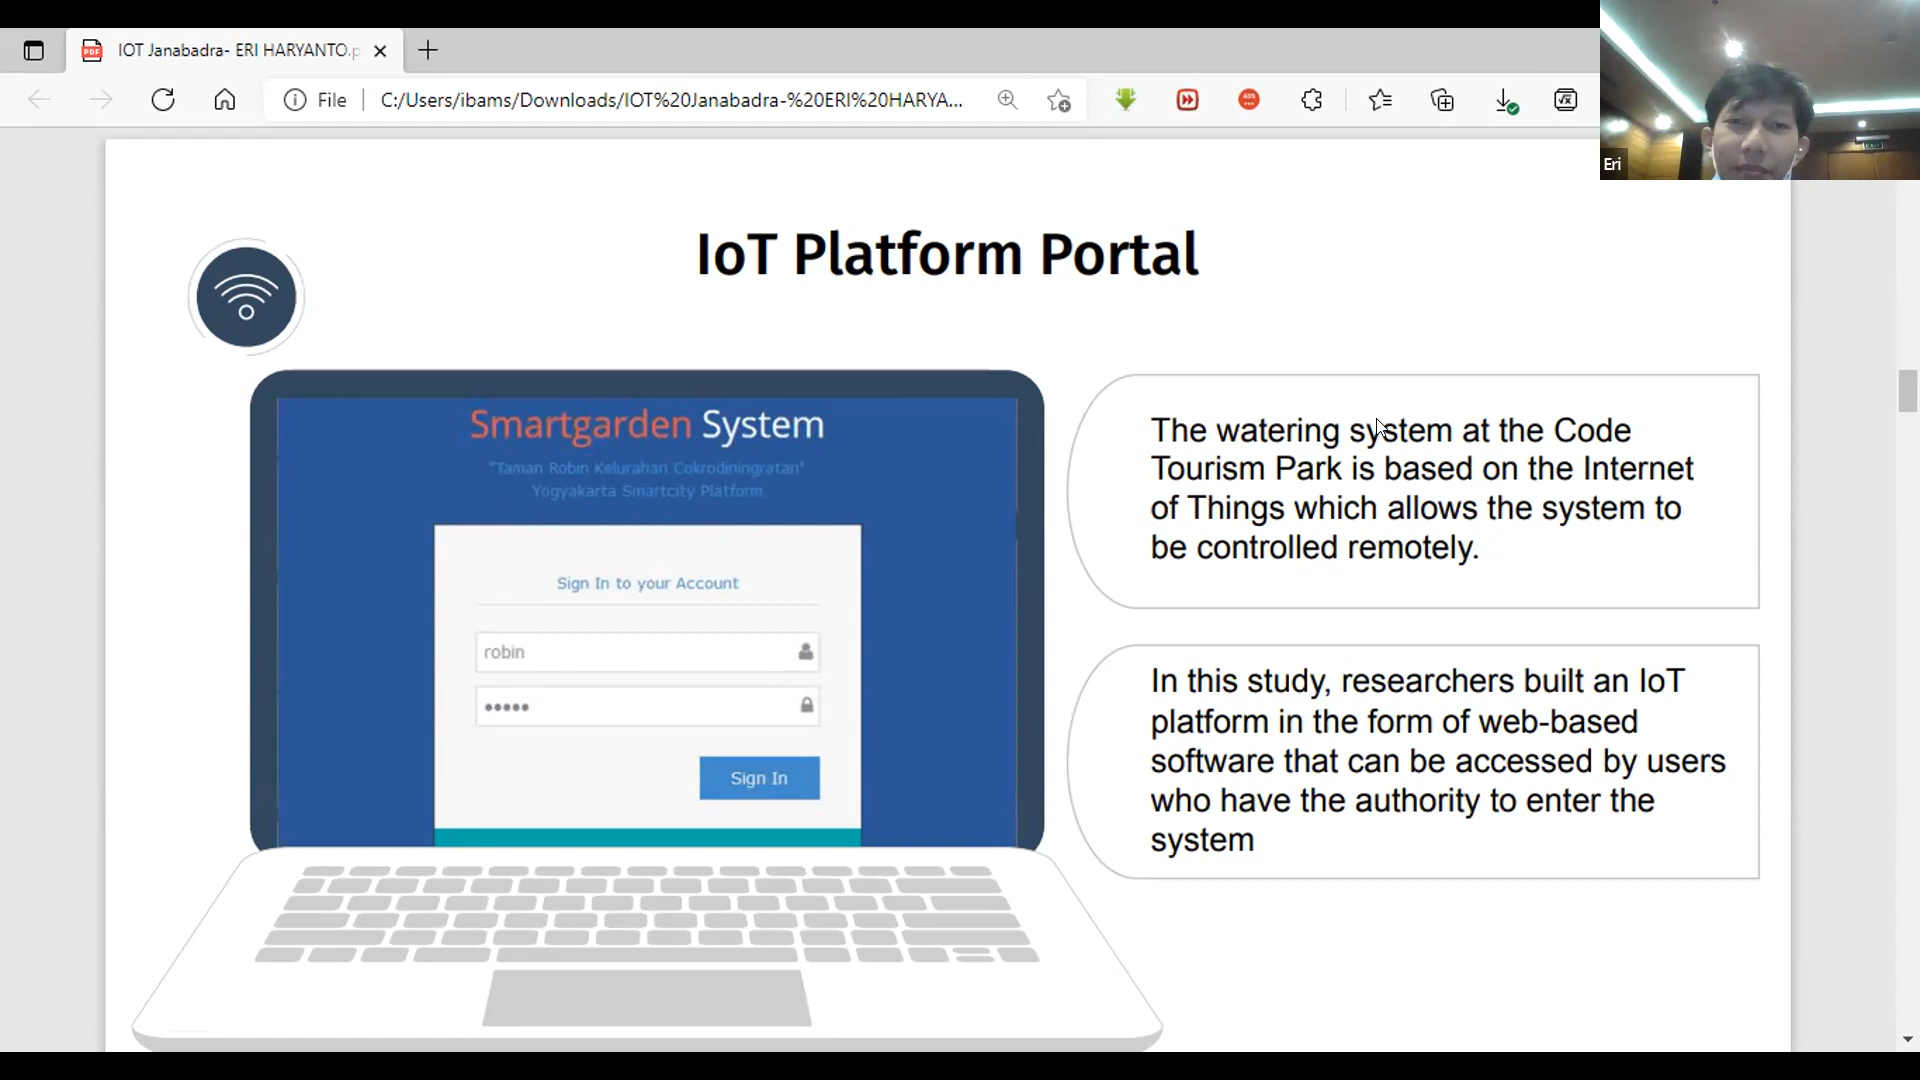 IOT Janabadra- ERI HARYANTO.p
File
C:/Users/ibams/Downloads/IOT%20Janabadra-%20ERI%20HARYA...
Eri
IoT Platform Portal
Smartgarden System
"Taman Robin Kelurahan Cokrodiningratan"
Yogyakarta Smartcity Platform
Sign In to your Account
robin
•••••
Sign In
The watering system at the Code
Tourism Park is based on the Internet
of Things which allows the system to
be controlled remotely.
In this study, researchers built an IoT
platform in the form of web-based
software that can be accessed by users
who have the authority to enter the
system